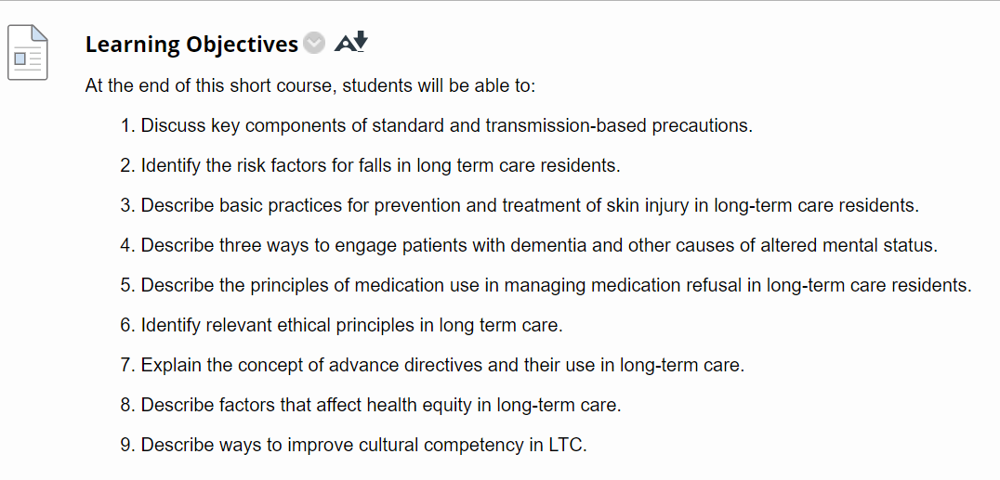 Learning Objectives
At the end of this short course, students will be able to:
1. Discuss key components of standard and transmission-based precautions.
2. Identify the risk factors for falls in long term care residents.
3. Describe basic practices for prevention and treatment of skin injury in long-term care residents.
4. Describe three ways to engage patients with dementia and other causes of altered mental status.
5. Describe the principles of medication use in managing medication refusal in long-term care residents.
6. Identify relevant ethical principles in long term care.
7. Explain the concept of advance directives and their use in long-term care.
8. Describe factors that affect health equity in long-term care.
9. Describe ways to improve cultural competency in LTC.